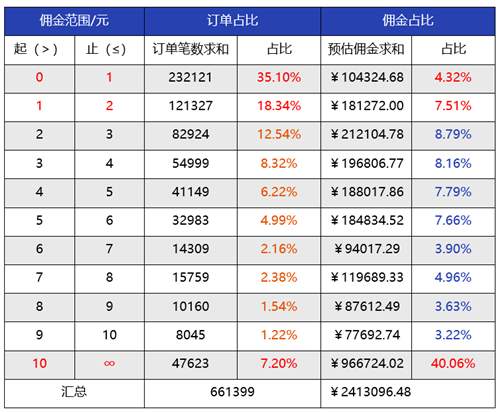 佣金范围/元 订单占比 佣金占比
起（>） 止（≤） 订单笔数求和 占比 预估佣金求和 占比
0 1 232121 35.10% ￥104324.68 4.32%
1 2 121327 18.34% ￥181272.00 7.51%
2 3 82924 12.54% ￥212104.78 8.79%
3 4 54999 8.32% ￥196806.77 8.16%
4 5 41149 6.22% ￥188017.86 7.79%
5 6 32983 4.99% ￥184834.52 7.66%
6 7 14309 2.16% ￥94017.29 3.90%
7 8 15759 2.38% ￥119689.33 4.96%
8 9 10160 1.54% ￥87612.49 3.63%
9 10 8045 1.22% ￥77692.74 3.22%
10 ∞ 47623 7.20% ￥966724.02 40.06%
汇总 661399 ￥2413096.48